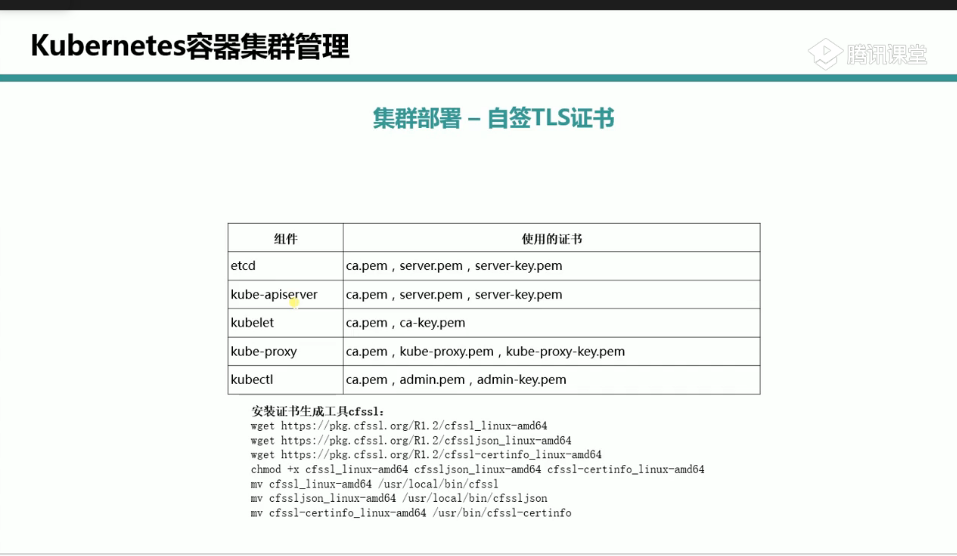 Kubernetes容器集群管理
腾讯课堂
集群部署 – 自签TLS证书
组件 使用的证书
etcd ca.pem，server.pem，server-key.pem
kube-apiserver ca.pem，server.pem，server-key.pem
kubelet ca.pem，ca-key.pem
kube-proxy ca.pem，kube-proxy.pem，kube-proxy-key.pem
kubectl ca.pem，admin.pem，admin-key.pem
安装证书生成工具cfssl：
wget https://pkg.cfssl.org/R1.2/cfssl_linux-amd64
wget https://pkg.cfssl.org/R1.2/cfssljson_linux-amd64
wget https://pkg.cfssl.org/R1.2/cfssl-certinfo_linux-amd64
chmod +x cfssl_linux-amd64 cfssljson_linux-amd64 cfssl-certinfo_linux-amd64
mv cfssl_linux-amd64 /usr/local/bin/cfssl
mv cfssljson_linux-amd64 /usr/local/bin/cfssljson
mv cfssl-certinfo_linux-amd64 /usr/bin/cfssl-certinfo